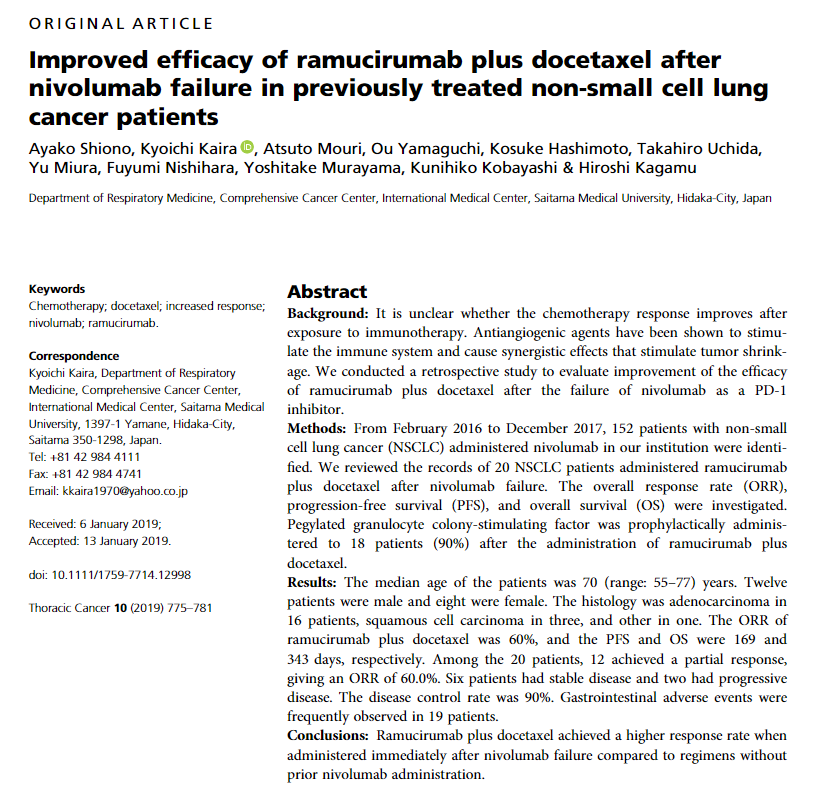 ORIGINAL ARTICLE
Improved efficacy of ramucirumab plus docetaxel after
nivolumab failure in previously treated non-small cell lung
cancer patients
Ayako Shiono, Kyoichi Kaira iD, Atsuto Mouri, Ou Yamaguchi, Kosuke Hashimoto, Takahiro Uchida,
Yu Miura, Fuyumi Nishihara, Yoshitake Murayama, Kunihiko Kobayashi & Hiroshi Kagamu
Department of Respiratory Medicine, Comprehensive Cancer Center, International Medical Center, Saitama Medical University, Hidaka-City, Japan
Keywords
Chemotherapy; docetaxel; increased response;
nivolumab; ramucirumab.
Correspondence
Kyoichi Kaira, Department of Respiratory
Medicine, Comprehensive Cancer Center,
International Medical Center, Saitama Medical
University, 1397-1 Yamane, Hidaka-City,
Saitama 350-1298, Japan.
Tel: +81 42 984 4111
Fax: +81 42 984 4741
Email: kkaira1970@yahoo.co.jp
Received: 6 January 2019;
Accepted: 13 January 2019.
doi: 10.1111/1759-7714.12998
Thoracic Cancer 10 (2019) 775–781
Abstract
Background: It is unclear whether the chemotherapy response improves after
exposure to immunotherapy. Antiangiogenic agents have been shown to stimu-
late the immune system and cause synergistic effects that stimulate tumor shrink-
age. We conducted a retrospective study to evaluate improvement of the efficacy
of ramucirumab plus docetaxel after the failure of nivolumab as a PD-1
inhibitor.
Methods: From February 2016 to December 2017, 152 patients with non-small
cell lung cancer (NSCLC) administered nivolumab in our institution were identi-
fied. We reviewed the records of 20 NSCLC patients administered ramucirumab
plus docetaxel after nivolumab failure. The overall response rate (ORR),
progression-free survival (PFS), and overall survival (OS) were investigated.
Pegylated granulocyte colony-stimulating factor was prophylactically adminis-
tered to 18 patients (90%) after the administration of ramucirumab plus
docetaxel.
Results: The median age of the patients was 70 (range: 55–77) years. Twelve
patients were male and eight were female. The histology was adenocarcinoma in
16 patients, squamous cell carcinoma in three, and other in one. The ORR of
ramucirumab plus docetaxel was 60%, and the PFS and OS were 169 and
343 days, respectively. Among the 20 patients, 12 achieved a partial response,
giving an ORR of 60.0%. Six patients had stable disease and two had progressive
disease. The disease control rate was 90%. Gastrointestinal adverse events were
frequently observed in 19 patients.
Conclusions: Ramucirumab plus docetaxel achieved a higher response rate when
administered immediately after nivolumab failure compared to regimens without
prior nivolumab administration.